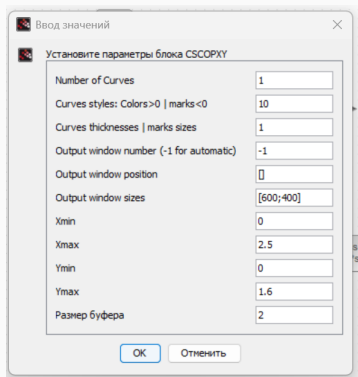 Ввод значений
Установите параметры блока CSCOPXY
Number of Curves 1
Curves styles: Colors>0 | marks<0 10
Curves thicknesses | marks sizes 1
Output window number (-1 for automatic) -1
Output window position []
Output window sizes [600;400]
Xmin 0
Xmax 2.5
Ymin 0
Ymax 1.6
Размер буфера 2
OK Отменить